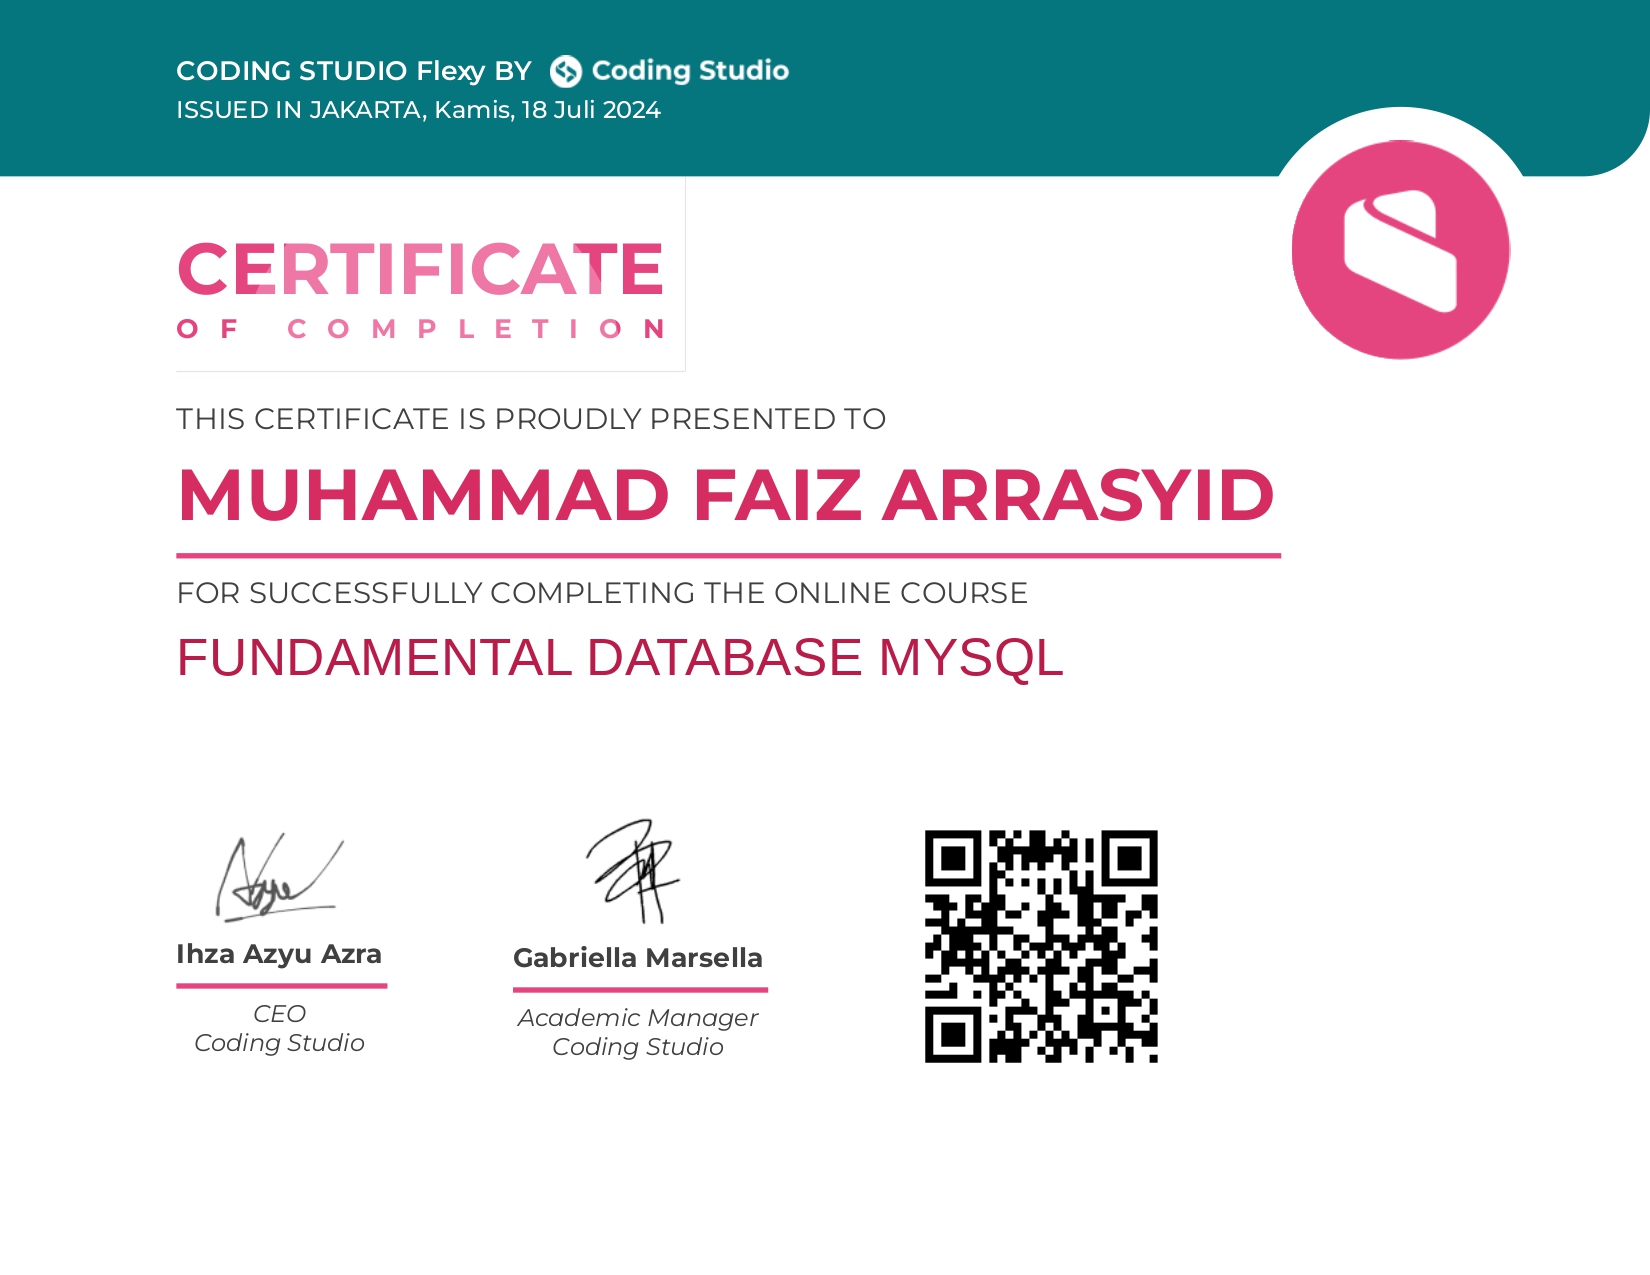 CODING STUDIO Flexy BY Coding Studio
ISSUED IN JAKARTA, Kamis, 18 Juli 2024
CERTIFICATE
OF COMPLETION
THIS CERTIFICATE IS PROUDLY PRESENTED TO
MUHAMMAD FAIZ ARRASYID
FOR SUCCESSFULLY COMPLETING THE ONLINE COURSE
FUNDAMENTAL DATABASE MYSQL
Azyu
Ihza Azyu Azra
CEO
Coding Studio
Gabriella Marsella
Academic Manager
Coding Studio